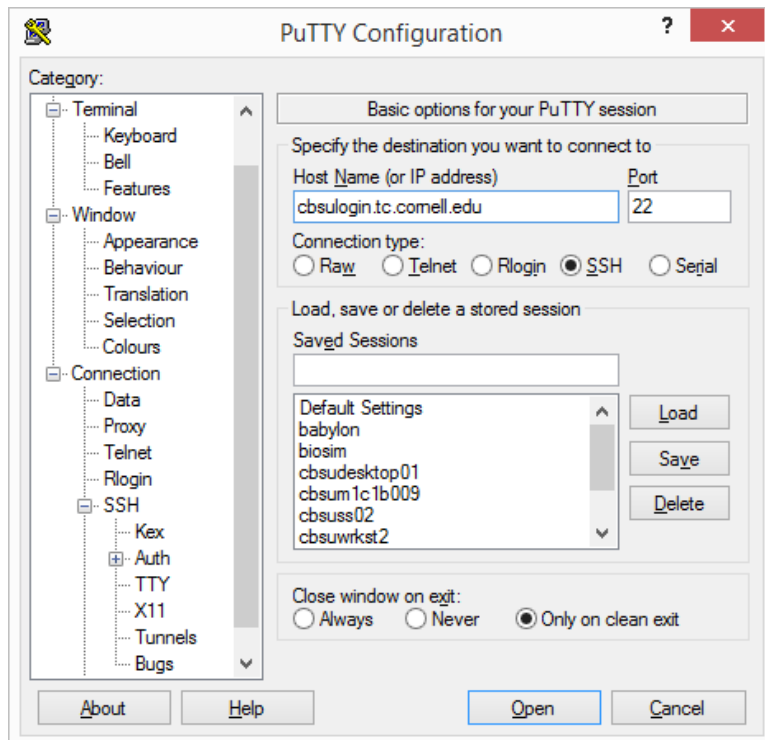 PuTTY Configuration
?
Category:
Terminal
Keyboard
Bell
Features
Window
Appearance
Behaviour
Translation
Selection
Colours
Connection
Data
Proxy
Telnet
Rlogin
SSH
Kex
Auth
TTY
X11
Tunnels
Bugs
Basic options for your PuTTY session
Specify the destination you want to connect to
Host Name (or IP address) Port
cbsulogin.tc.cornell.edu 22
Connection type:
Raw Telnet Rlogin SSH Serial
Load, save or delete a stored session
Saved Sessions
Default Settings
babylon
biosim
cbsudesktop01
cbsum1c1b009
cbsuss02
cbsuwrkst2
Load
Save
Delete
Close window on exit:
Always Never Only on clean exit
About Help Open Cancel